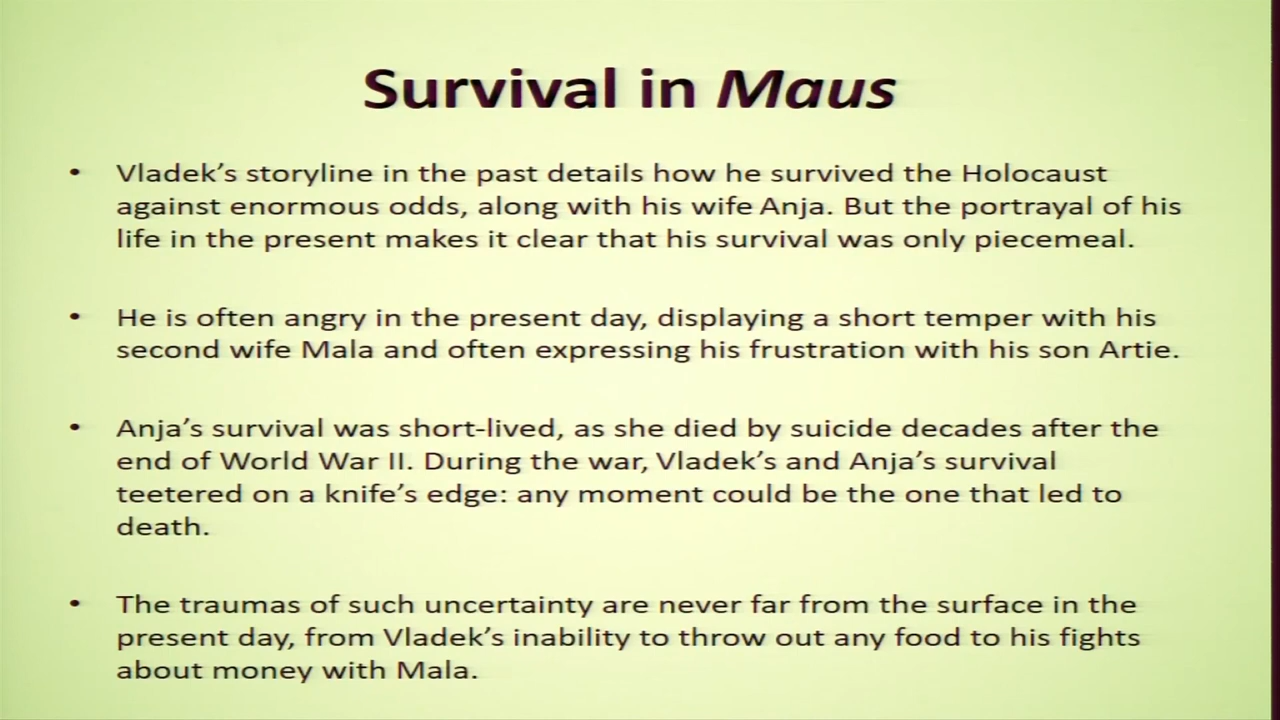 Survival in Maus
• Vladek’s storyline in the past details how he survived the Holocaust
against enormous odds, along with his wife Anja. But the portrayal of his
life in the present makes it clear that his survival was only piecemeal.
• He is often angry in the present day, displaying a short temper with his
second wife Mala and often expressing his frustration with his son Artie.
• Anja’s survival was short-lived, as she died by suicide decades after the
end of World War II. During the war, Vladek’s and Anja’s survival
teetered on a knife’s edge: any moment could be the one that led to
death.
• The traumas of such uncertainty are never far from the surface in the
present day, from Vladek’s inability to throw out any food to his fights
about money with Mala.